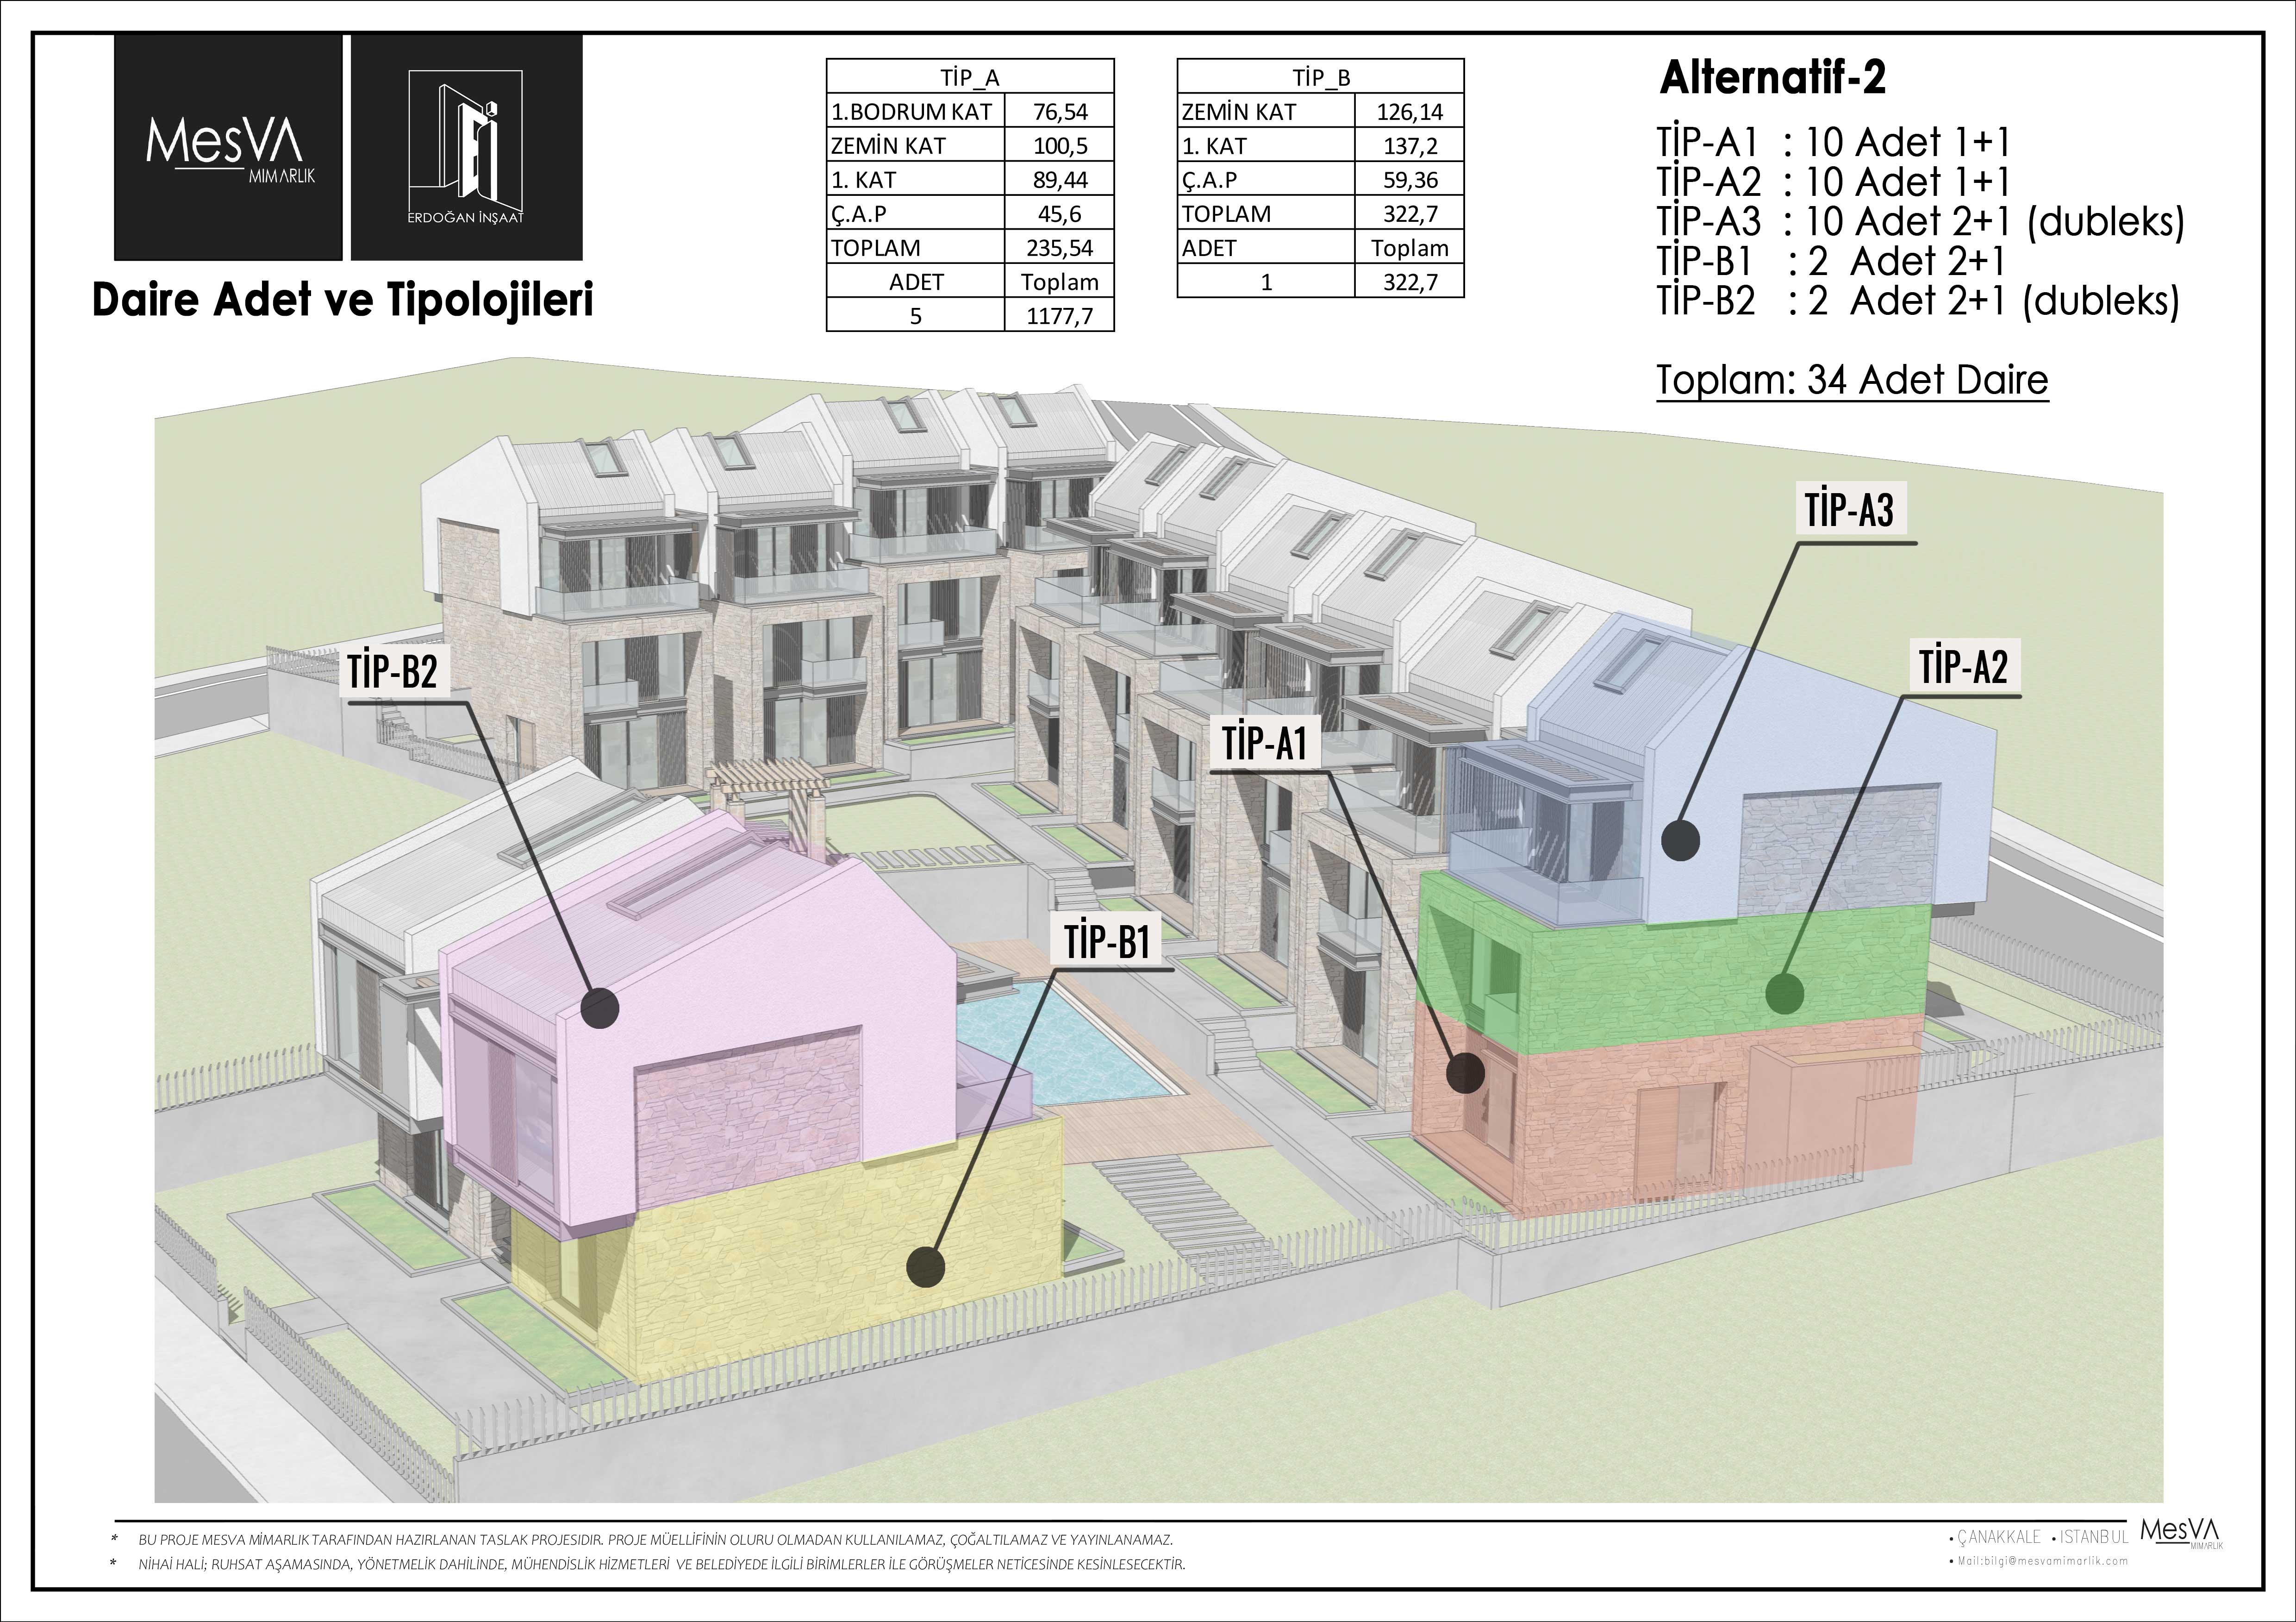 MesVA
MIMARLIK
ERDOĞAN İNŞAAT
Daire Adet ve Tipolojileri
TİP_A
1.BODRUM KAT 76,54
ZEMİN KAT 100,5
1. KAT 89,44
Ç.A.P 45,6
TOPLAM 235,54
ADET Toplam
5 1177,7
TİP_B
ZEMİN KAT 126,14
1. KAT 137,2
Ç.A.P 59,36
TOPLAM 322,7
ADET Toplam
1 322,7
Alternatif-2
TİP-A1 : 10 Adet 1+1
TİP-A2 : 10 Adet 1+1
TİP-A3 : 10 Adet 2+1 (dubleks)
TİP-B1 : 2 Adet 2+1
TİP-B2 : 2 Adet 2+1 (dubleks)
Toplam: 34 Adet Daire
TİP-A3
TİP-A2
TİP-B2
TİP-A1
TİP-B1
* BU PROJE MESVA MİMARLIK TARAFINDAN HAZIRLANAN TASLAK PROJESIDIR. PROJE MÜELLİFİNİN OLURU OLMADAN KULLANILAMAZ, ÇOĞALTILAMAZ VE YAYINLANAMAZ.
* NİHAİ HALİ; RUHSAT AŞAMASINDA, YÖNETMELİK DAHİLİNDE, MÜHENDİSLİK HİZMETLERİ VE BELEDİYEDE İLGİLİ BİRİMLERLER İLE GÖRÜŞMELER NETİCESİNDE KESİNLESECEKTİR.
• ÇANAKKALE • ISTANBUL
• Mail:bilgi@mesvamimarlik.com
MesVA
MIMARLIK